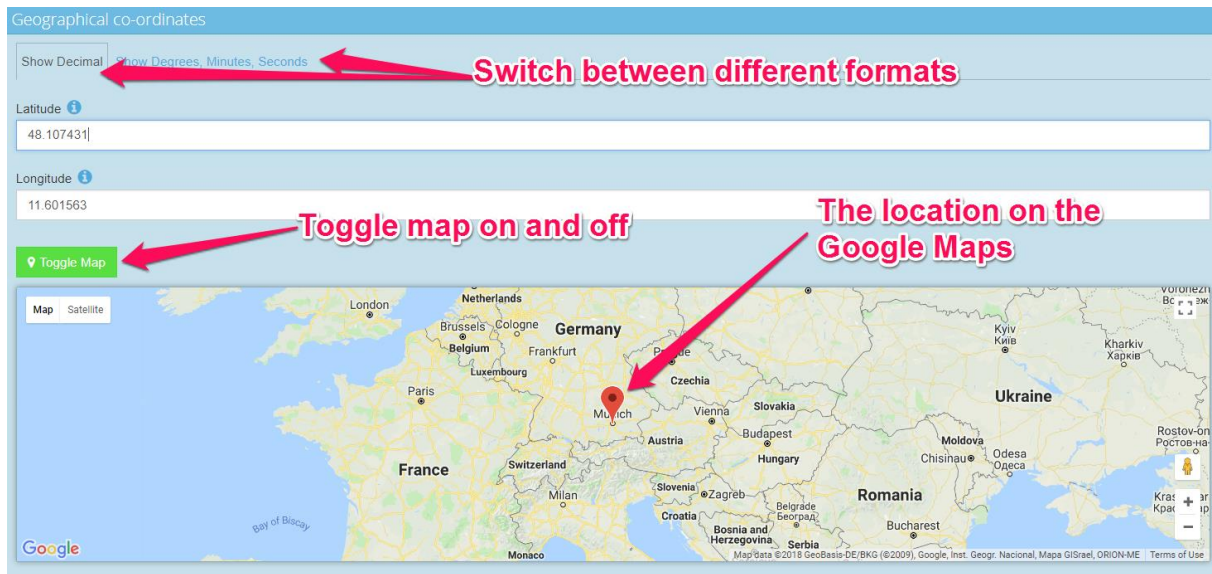 Geographical co-ordinates
Show Decimal Show Degrees, Minutes, Seconds
Switch between different formats
Latitude
48.107431
Longitude
11.601563
Toggle map on and off
The location on the
Google Maps
Toggle Map
Map Satellite
London
Netherlands
Brussels
Cologne
Germany
Belgium
Frankfurt
Luxembourg
Czechia
Paris
Munich
Vienna
Slovakia
Kyiv
Київ
Kharkiv
Харків
Ukraine
Austria
Budapest
Moldova
Rostov-on
Ростов-на-
Hungary
Chisinau
Odesa
Одеса
France
Switzerland
Milan
Slovenia
Zagreb
Croatia
Belgrade
Београд
Romania
Bay of Biscay
Bosnia and
Herzegovina
Serbia
Bucharest
Monaco
Google
Map data ©2018 GeoBasis-DE/BKG (©2009), Google, Inst. Geogr. Nacional, Mapa GISrael, ORION-ME
Terms of Use